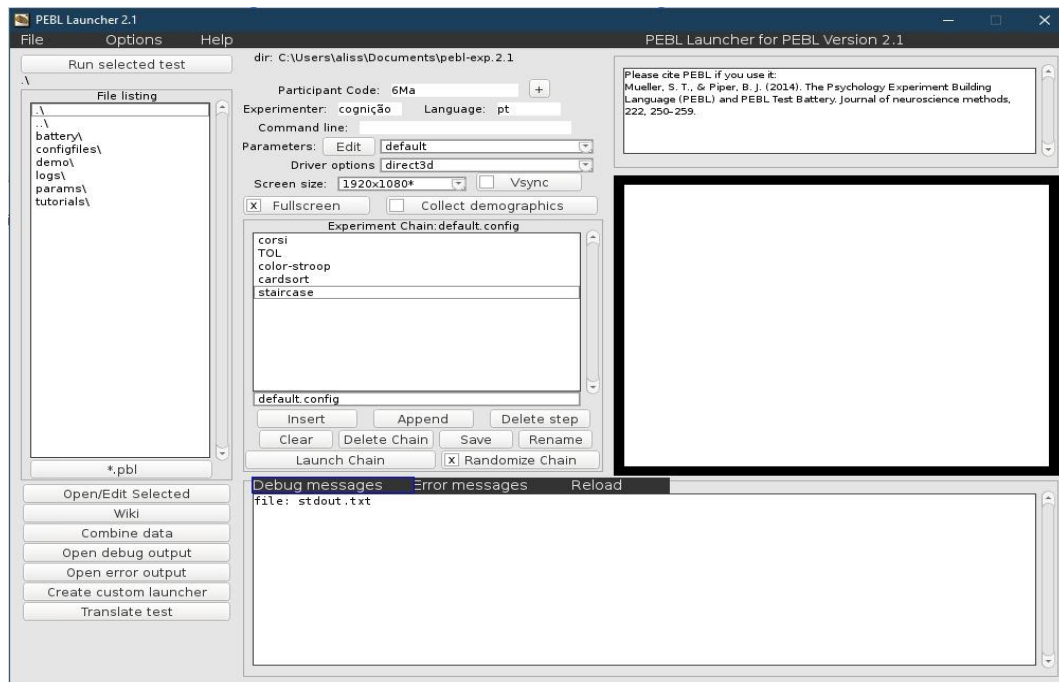 PEBL Launcher 2.1
File Options Help PEBL Launcher for PEBL Version 2.1
Run selected test
.\
File listing
.\
..\
battery\
configfiles\
demo\
logs\
params\
tutorials\
*.pbl
Open/Edit Selected
Wiki
Combine data
Open debug output
Open error output
Create custom launcher
Translate test
dir: C:\Users\aliss\Documents\pebl-exp.2.1
Participant Code: 6Ma +
Experimenter: cognição Language: pt
Command line:
Parameters: Edit default
Driver options direct3d
Screen size: 1920x1080* Vsync
X Fullscreen Collect demographics
Experiment Chain:default.config
corsi
TOL
color-stroop
cardsort
staircase
default.config
Insert Append Delete step
Clear Delete Chain Save Rename
Launch Chain X Randomize Chain
Please cite PEBL if you use it:
Mueller, S. T., & Piper, B. J. (2014). The Psychology Experiment Building
Language (PEBL) and PEBL Test Battery. Journal of neuroscience methods,
222, 250-259.
Debug messages Error messages Reload
file: stdout.txt